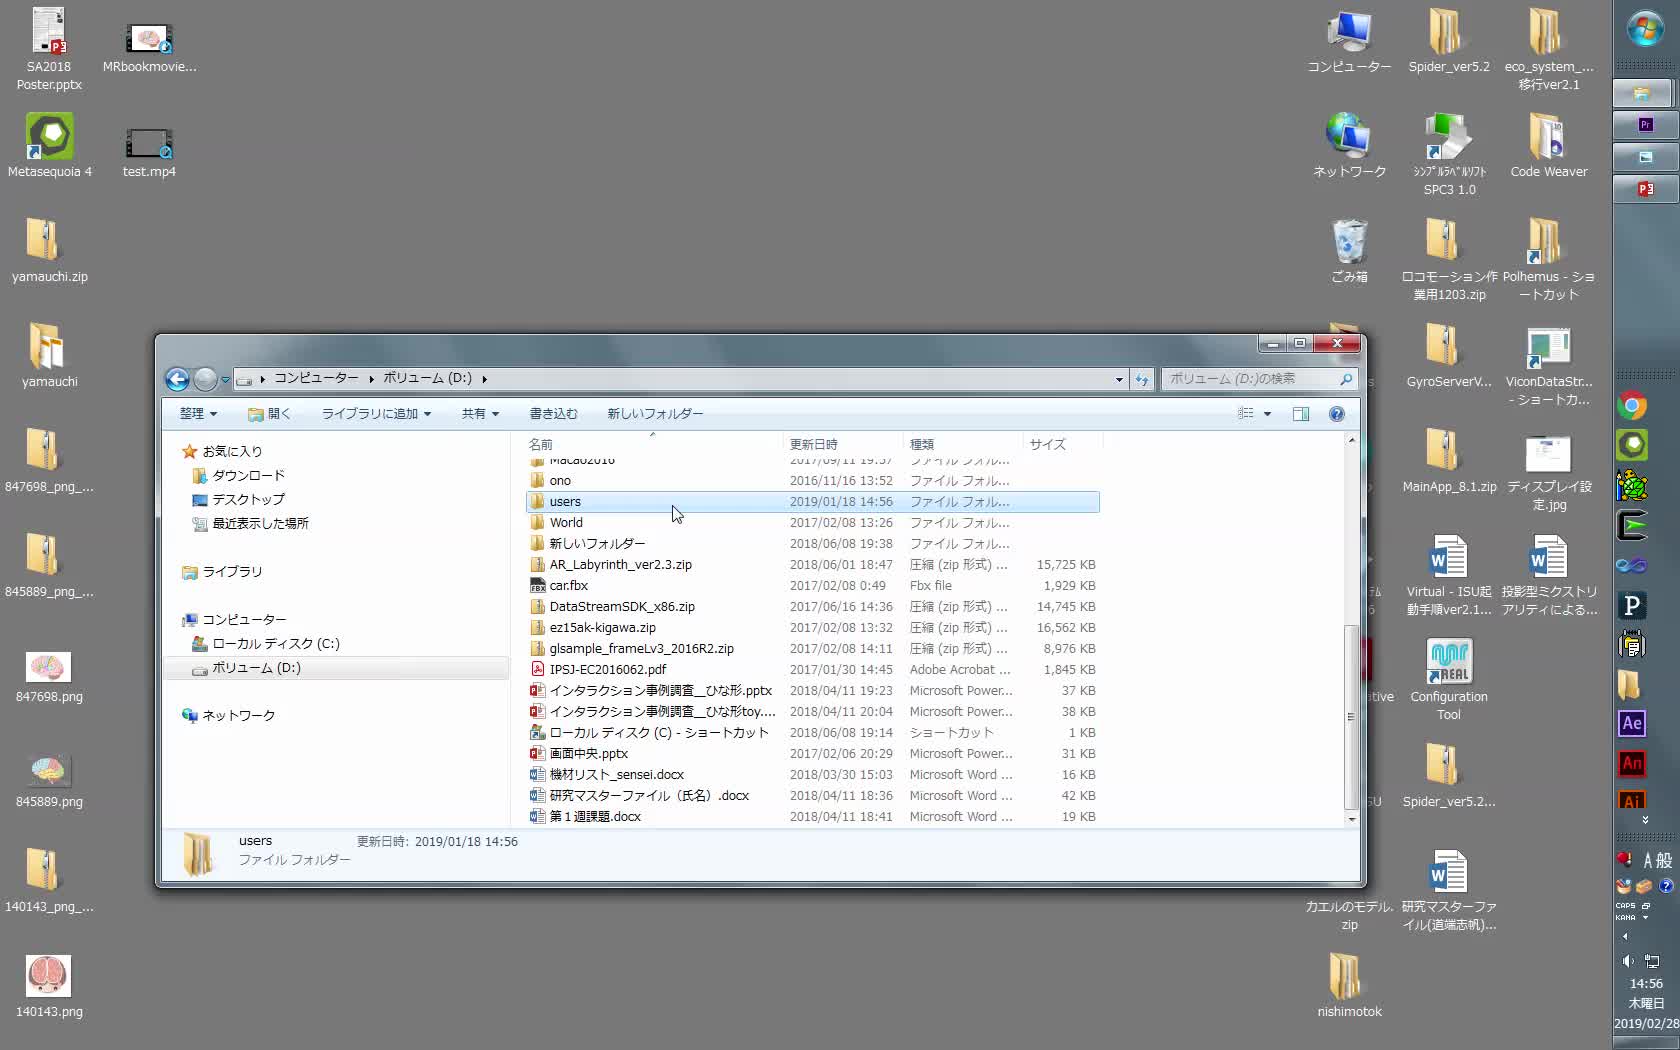 SA2018
Poster.pptx
MRbookmovie...
Metasequoia 4
test.mp4
yamauchi.zip
yamauchi
847698_png_...
845889_png_...
847698.png
845889.png
140143_png_...
140143.png
コンピューター
Spider_ver5.2
eco_system_...
移行ver2.1
ネットワーク
ｼﾝﾌﾟﾙﾗﾍﾞﾙｿﾌﾄ
SPC3 1.0
Code Weaver
ごみ箱
ロコモーション作
業用1203.zip
Polhemus - ショ
ートカット
GyroServerV...
ViconDataStr...
- ショートカ...
MainApp_8.1.zip
ディスプレイ設
定.jpg
Virtual - ISU起
動手順ver2.1...
投影型ミクストリ
アリティによる...
Configuration
Tool
Spider_ver5.2...
カエルのモデル.
zip
研究マスターファ
イル(道端志帆)...
nishimotok
コンピューター
ボリューム (D:)
ボリューム (D:)の検索
整理
開く
ライブラリに追加
共有
書き込む
新しいフォルダー
お気に入り
ダウンロード
デスクトップ
最近表示した場所
ライブラリ
コンピューター
ローカル ディスク (C:)
ボリューム (D:)
ネットワーク
名前 更新日時 種類 サイズ
Macao2016 2017/09/11 19:57 ファイル フォル...
ono 2016/11/16 13:52 ファイル フォル...
users 2019/01/18 14:56 ファイル フォル...
World 2017/02/08 13:26 ファイル フォル...
新しいフォルダー 2018/06/08 19:38 ファイル フォル...
AR_Labyrinth_ver2.3.zip 2018/06/01 18:47 圧縮 (zip 形式) ... 15,725 KB
car.fbx 2017/02/08 0:49 Fbx file 1,929 KB
DataStreamSDK_x86.zip 2017/06/16 14:36 圧縮 (zip 形式) ... 14,745 KB
ez15ak-kigawa.zip 2017/02/08 13:32 圧縮 (zip 形式) ... 16,562 KB
glsample_frameLv3_2016R2.zip 2017/02/08 14:11 圧縮 (zip 形式) ... 8,976 KB
IPSJ-EC2016062.pdf 2017/01/30 14:45 Adobe Acrobat ... 1,845 KB
インタラクション事例調査__ひな形.pptx 2018/04/11 19:23 Microsoft Power... 37 KB
インタラクション事例調査__ひな形toy.... 2018/04/11 20:04 Microsoft Power... 38 KB
ローカル ディスク (C) - ショートカット 2018/06/08 19:14 ショートカット 1 KB
画面中央.pptx 2017/02/06 20:29 Microsoft Power... 31 KB
機材リスト_sensei.docx 2018/03/30 15:03 Microsoft Word ... 16 KB
研究マスターファイル（氏名）.docx 2018/04/11 18:36 Microsoft Word ... 42 KB
第１週課題.docx 2018/04/11 18:41 Microsoft Word ... 19 KB
users 更新日時: 2019/01/18 14:56
ファイル フォルダー
Pr
Ae
An
Ai
A 般
CAPS
KANA
14:56
木曜日
2019/02/28